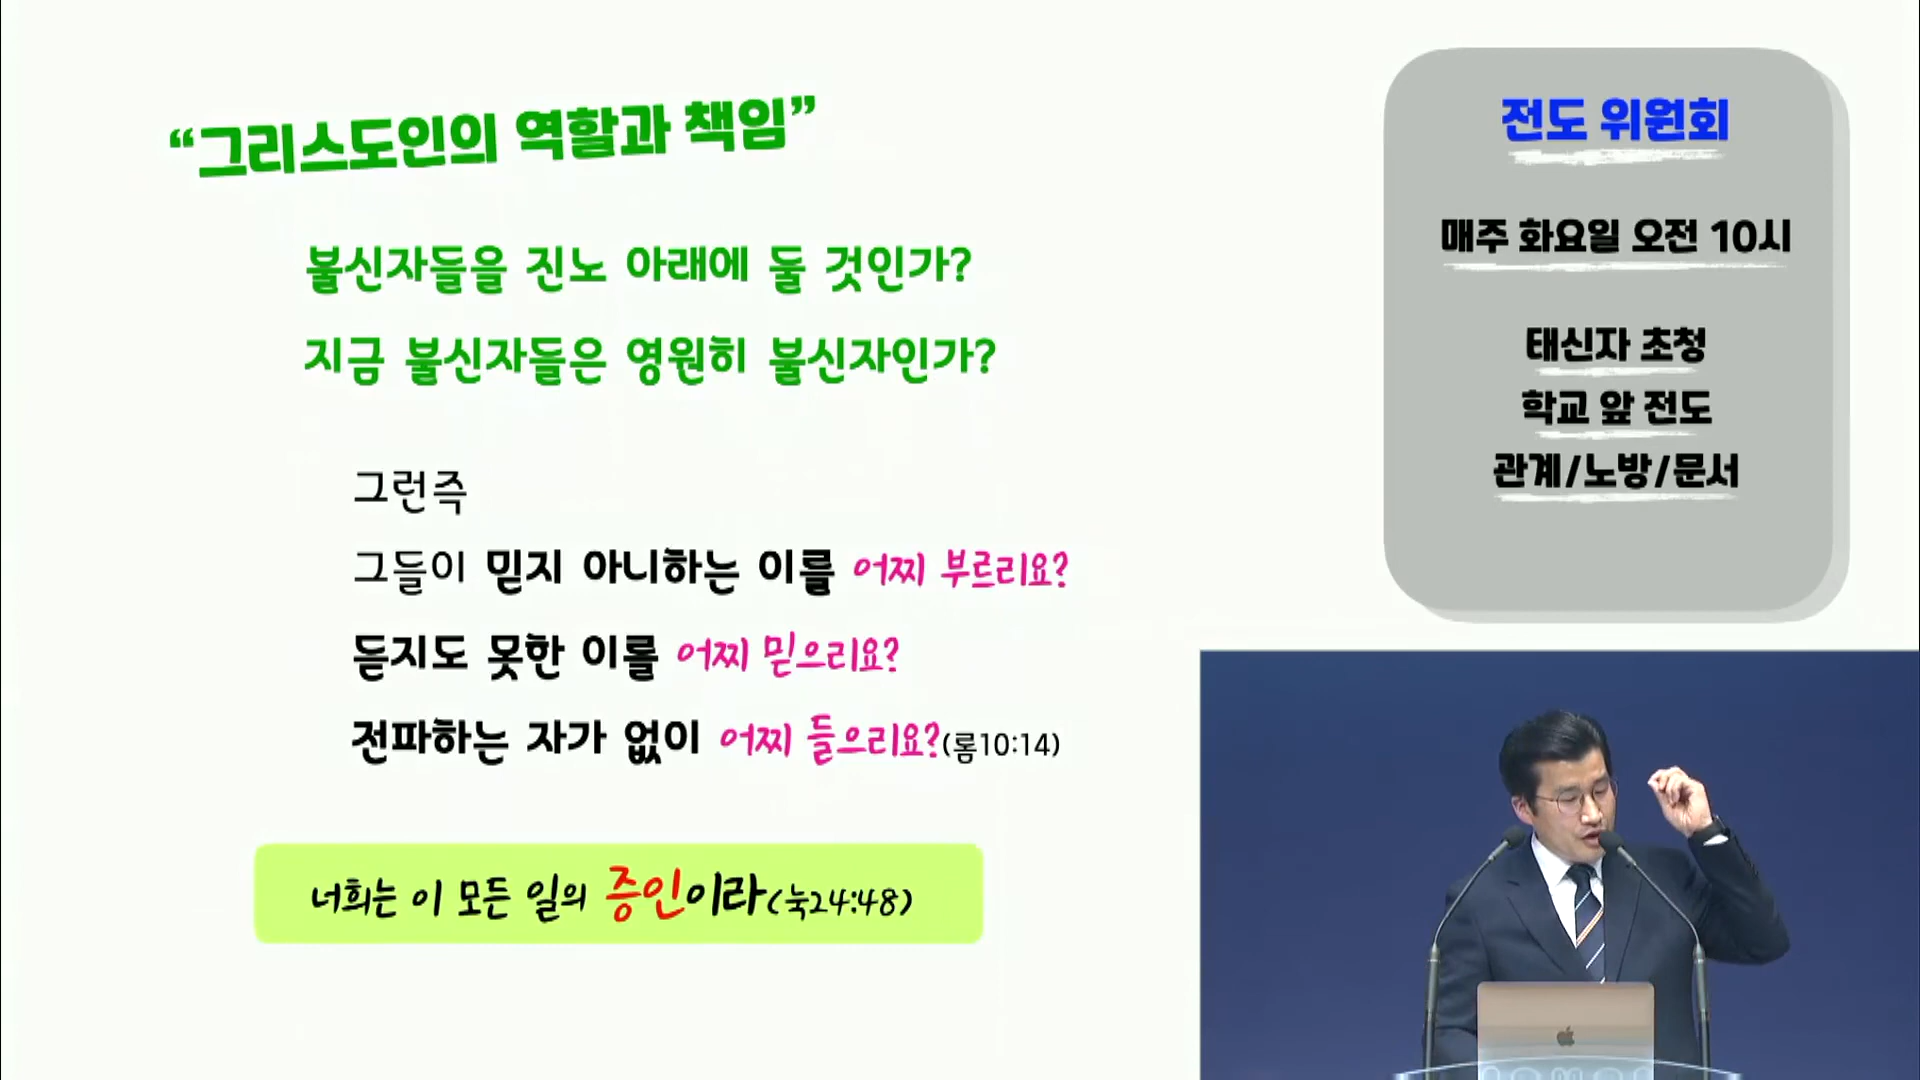 “그리스도인의 역할과 책임”
불신자들을 진노 아래에 둘 것인가?
지금 불신자들은 영원히 불신자인가?
그런즉
그들이 믿지 아니하는 이를 어찌 부르리요?
듣지도 못한 이를 어찌 믿으리요?
전파하는 자가 없이 어찌 들으리요?(롬10:14)
너희는 이 모든 일의 증인이라(눅24:48)
전도 위원회
매주 화요일 오전 10시
태신자 초청
학교 앞 전도
관계/노방/문서